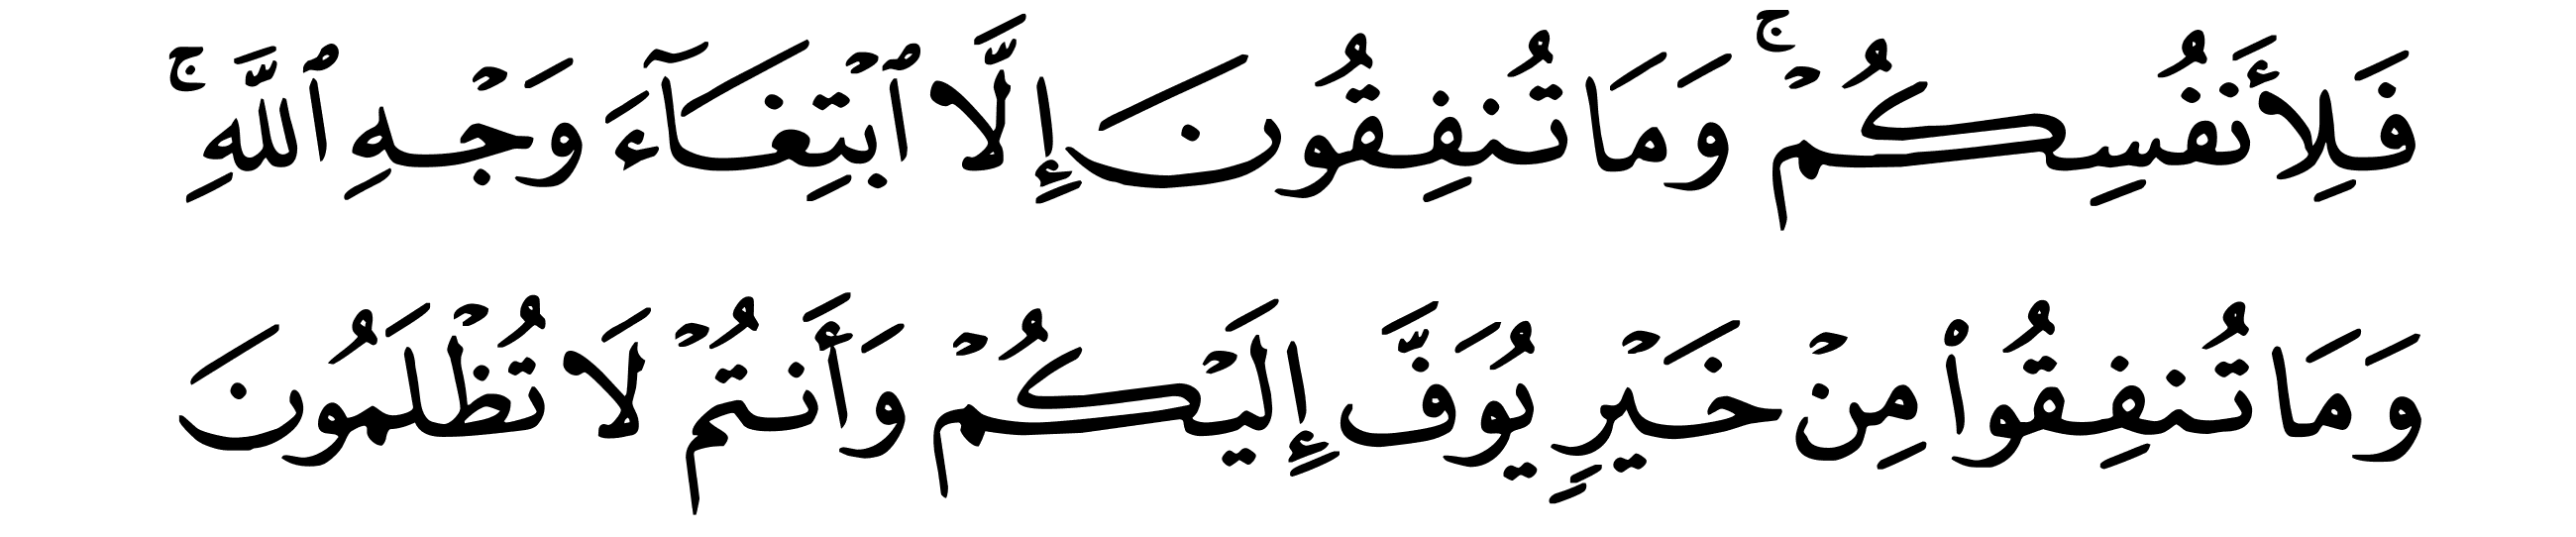 فَلِأَنفُسِكُمۡۚ وَمَا تُنفِقُونَ إِلَّا ٱبۡتِغَآءَ وَجۡهِ ٱللَّهِۚ
وَمَا تُنفِقُواْ مِنۡ خَيۡرٖ يُوَفَّ إِلَيۡكُمۡ وَأَنتُمۡ لَا تُظۡلَمُونَ